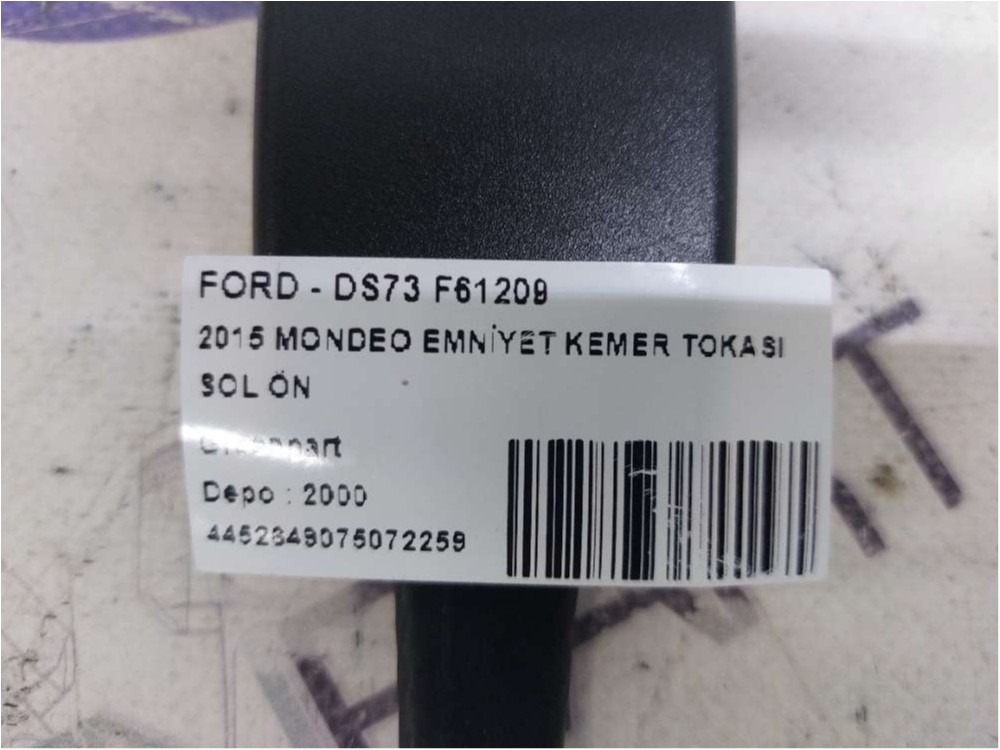 FORD - DS73 F61209
2015 MONDEO EMNİYET KEMER TOKASI
SOL ÖN
Depo : 2000
4452849075072259